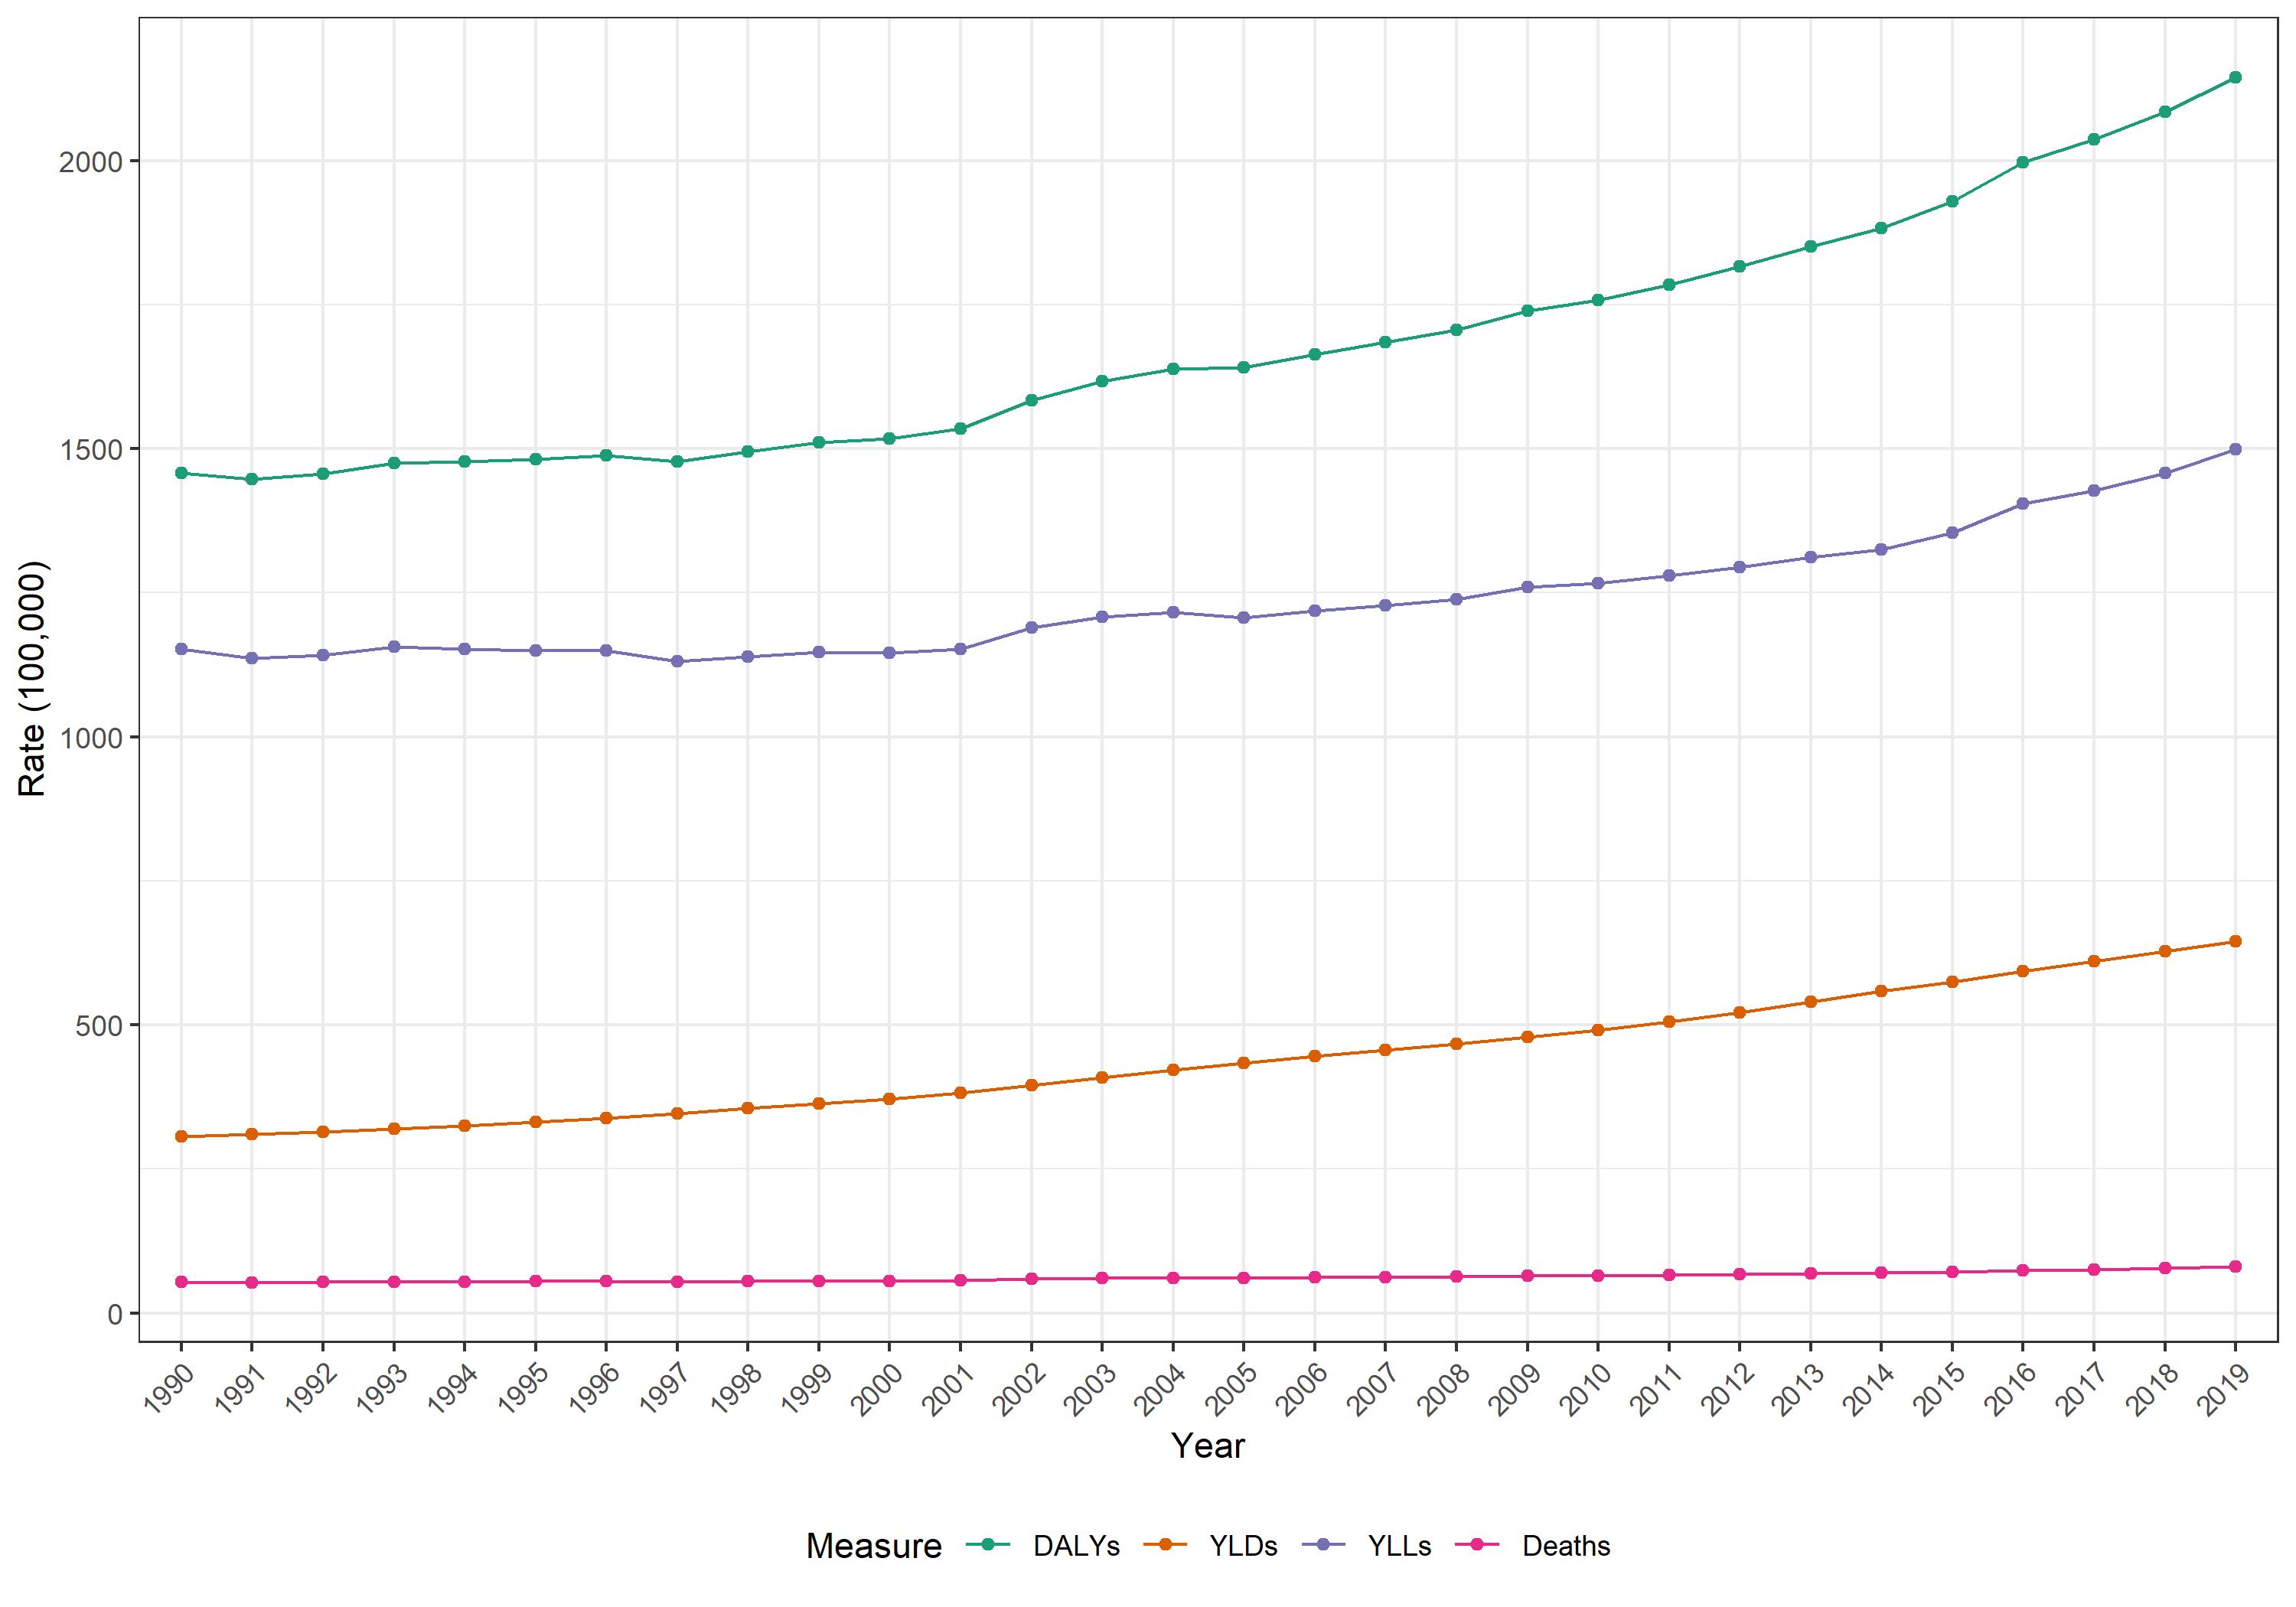 Rate (100,000)
2000
1500
1000
500
0
1990 1991 1992 1993 1994 1995 1996 1997 1998 1999 2000 2001 2002 2003 2004 2005 2006 2007 2008 2009 2010 2011 2012 2013 2014 2015 2016 2017 2018 2019
Year
Measure DALYs YLDs YLLs Deaths